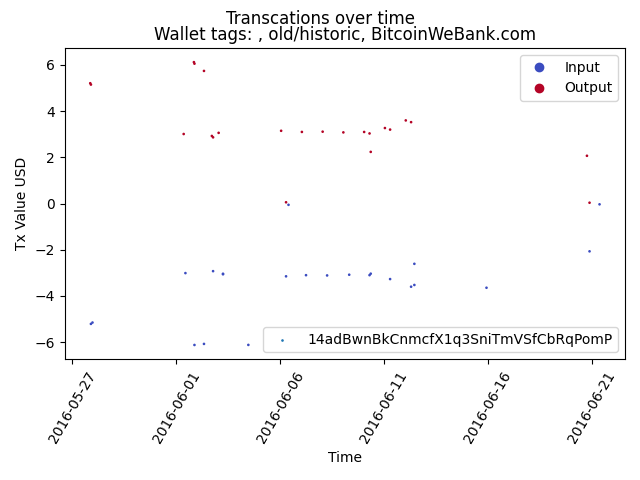 Transcations over time
Wallet tags: , old/historic, BitcoinWeBank.com
Input
Output
Tx Value USD
6
4
2
0
−2
−4
−6
14adBwnBkCnmcfX1q3SniTmVSfCbRqPomP
2016-05-27
2016-06-01
2016-06-06
2016-06-11
2016-06-16
2016-06-21
Time